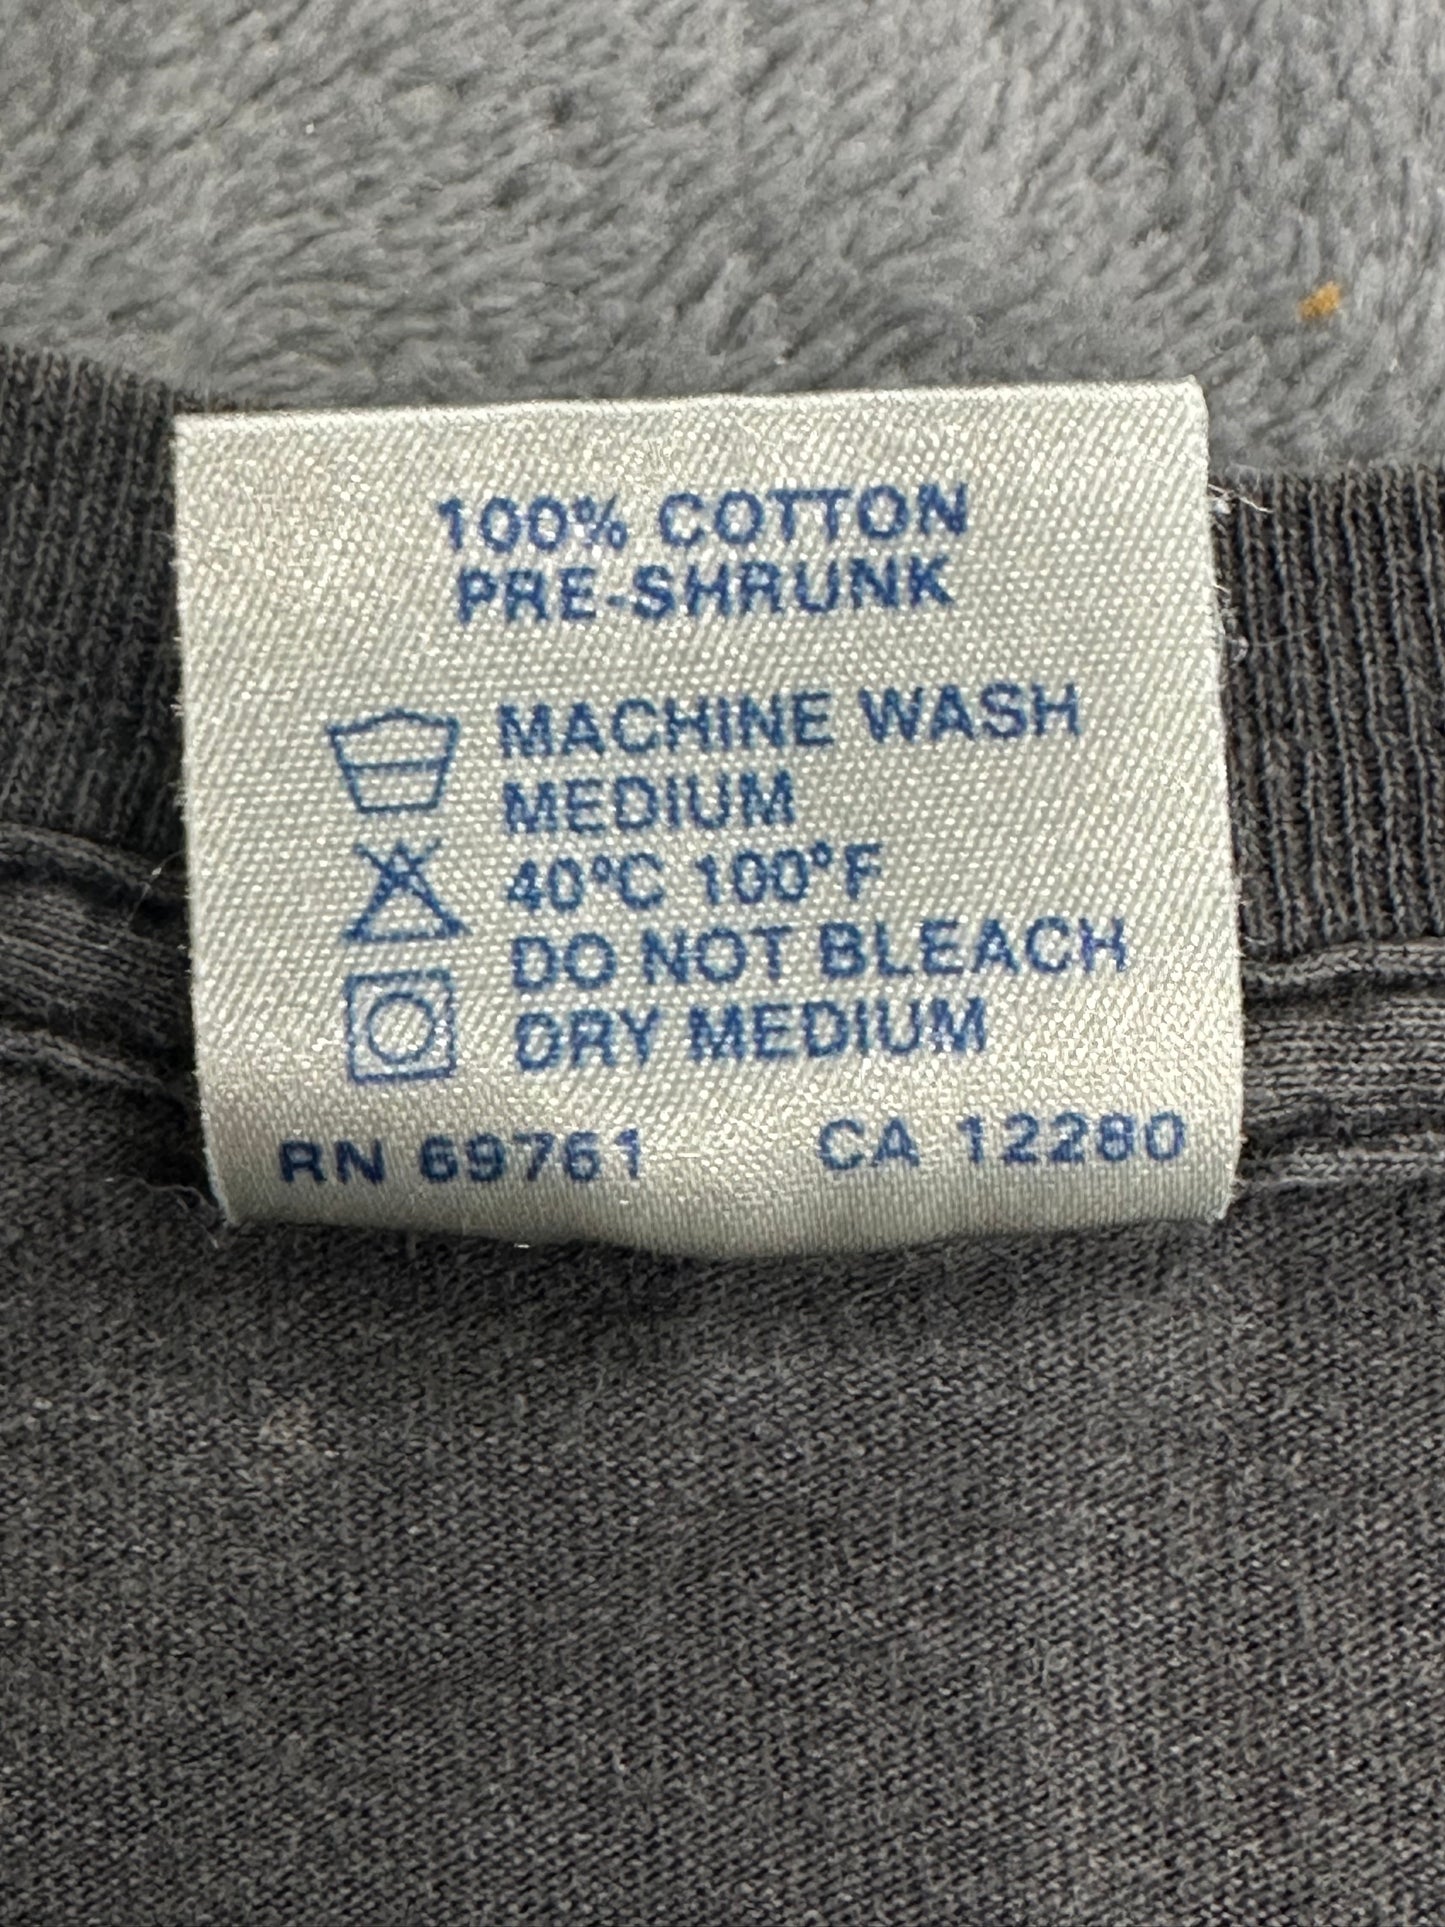 100% COTTON
PRE-SHRUNK
MACHINE WASH
MEDIUM
40°C 100°F
DO NOT BLEACH
DRY MEDIUM
RN 69761 CA 12280